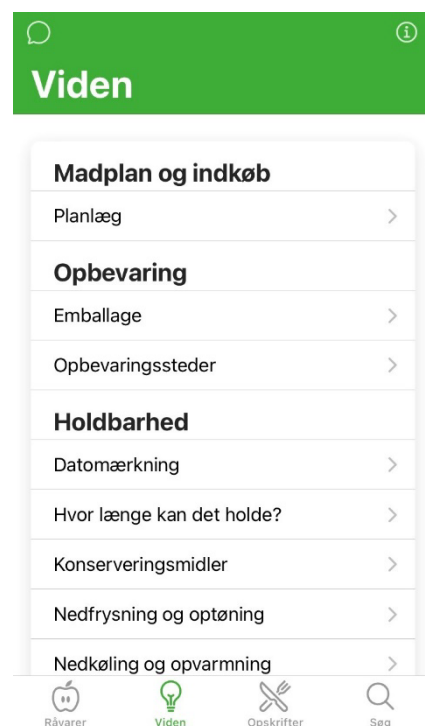 Viden
Madplan og indkøb
Planlæg
Opbevaring
Emballage
Opbevaringssteder
Holdbarhed
Datomærkning
Hvor længe kan det holde?
Konserveringsmidler
Nedfrysning og optøning
Nedkøling og opvarmning
Råvarer Viden Opskrifter Søg